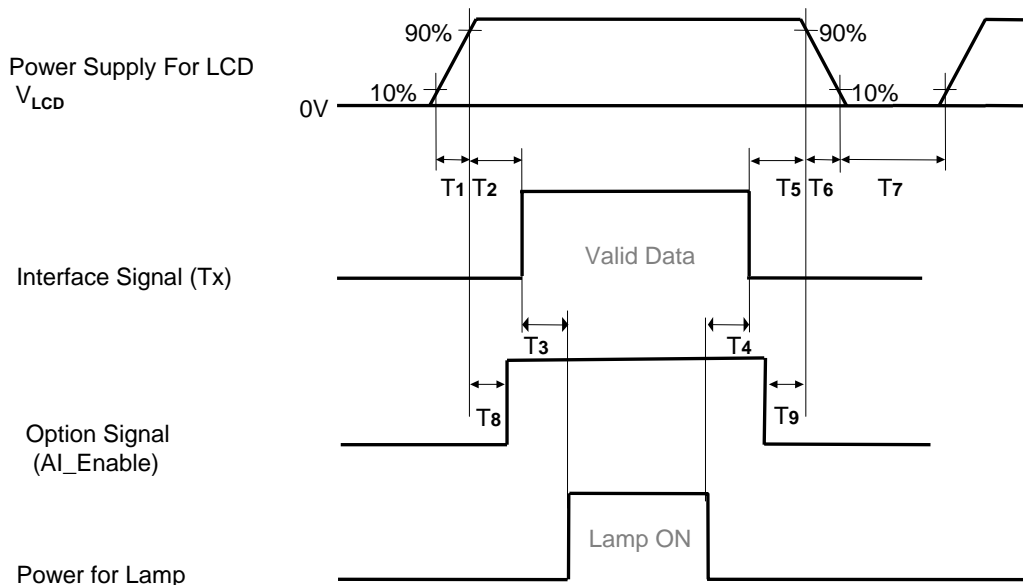 90% 90%
Power Supply For LCD
VLCD
10% 10%
0V
T1 T2 T5 T6 T7
Valid Data
Interface Signal (Tx)
T3 T4
T8 T9
Option Signal
(AI_Enable)
Lamp ON
Power for Lamp